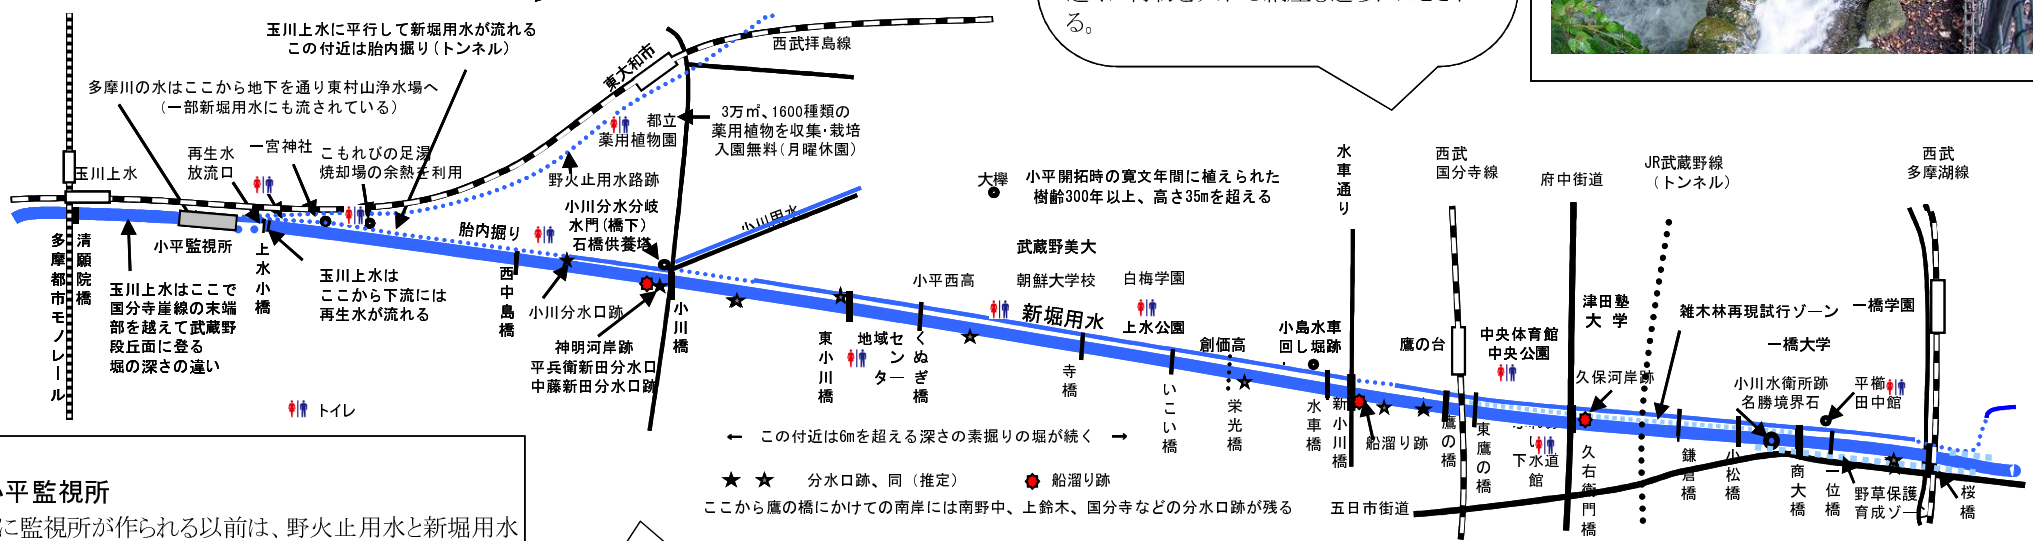 る。
玉川上水に平行して新堀用水が流れる
この付近は胎内掘り（トンネル）
西武拝島線
東大和市
多摩川の水はここから地下を通り東村山浄水場へ
（一部新堀用水にも流されている）
都立
薬用植物園
3万㎡、1600種類の
薬用植物を収集・栽培
入園無料（月曜休園）
玉川上水
再生水
放流口
一宮神社
こもれびの足湯
焼却場の余熱を利用
野火止用水路跡
小川分水分岐
水門（橋下）
石橋供養塔
小川用水
大欅
小平開拓時の寛文年間に植えられた
樹齢300年以上、高さ35mを超える
水車通り
西武
国分寺線
府中街道
JR武蔵野線
（トンネル）
西武
多摩湖線
多摩都市モノレール
清願院橋
小平監視所
上水小橋
胎内掘り
西中島橋
玉川上水はここで
国分寺崖線の末端
部を越えて武蔵野
段丘面に登る
堀の深さの違い
玉川上水は
ここから下流には
再生水が流れる
小川分水口跡
神明河岸跡
平兵衛新田分水口
中藤新田分水口跡
小川橋
トイレ
武蔵野美大
朝鮮大学校
小平西高
白梅学園
上水公園
新堀用水
東小川橋
地域セ
ンー
ター
くぬぎ橋
寺橋
いこい橋
創価高
栄光橋
小島水車
回し堀跡
水車橋
新小川橋
船溜り跡
鷹の台
鷹の橋
東鷹の橋
中央体育館
中央公園
下水道
館
津田塾
大 学
久保河岸跡
久右衛門橋
雑木林再現試行ゾーン
一橋大学
一橋学園
小川水衛所跡
名勝境界石
平櫛
田中館
鎌倉橋
小松橋
商大橋
一位橋
野草保護
育成ゾーン
桜橋
五日市街道
← この付近は6mを超える深さの素掘りの堀が続く →
★ ★ 分水口跡、同（推定） 船溜り跡
ここから鷹の橋にかけての南岸には南野中、上鈴木、国分寺などの分水口跡が残る
小平監視所
に監視所が作られる以前は、野火止用水と新堀用水